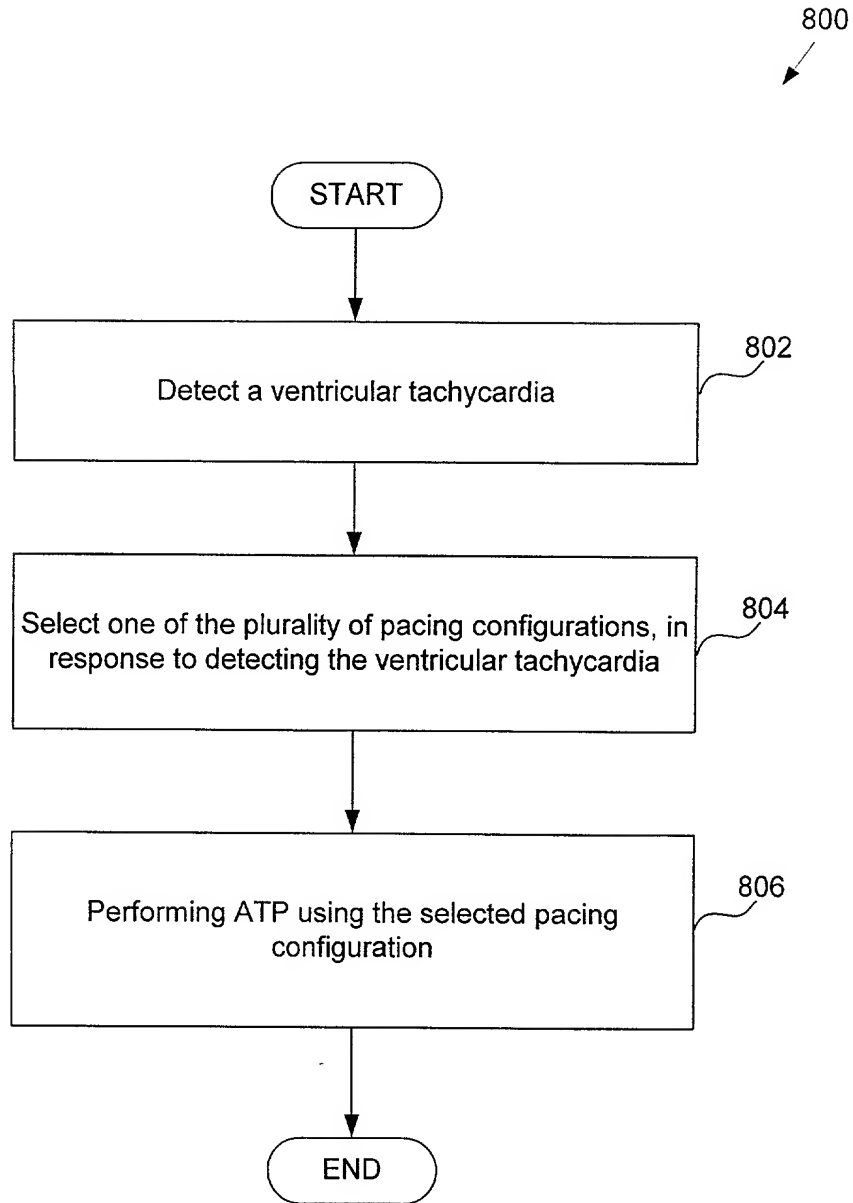 800
START
Detect a ventricular tachycardia
802
Select one of the plurality of pacing configurations, in
response to detecting the ventricular tachycardia
804
Performing ATP using the selected pacing
configuration
806
END